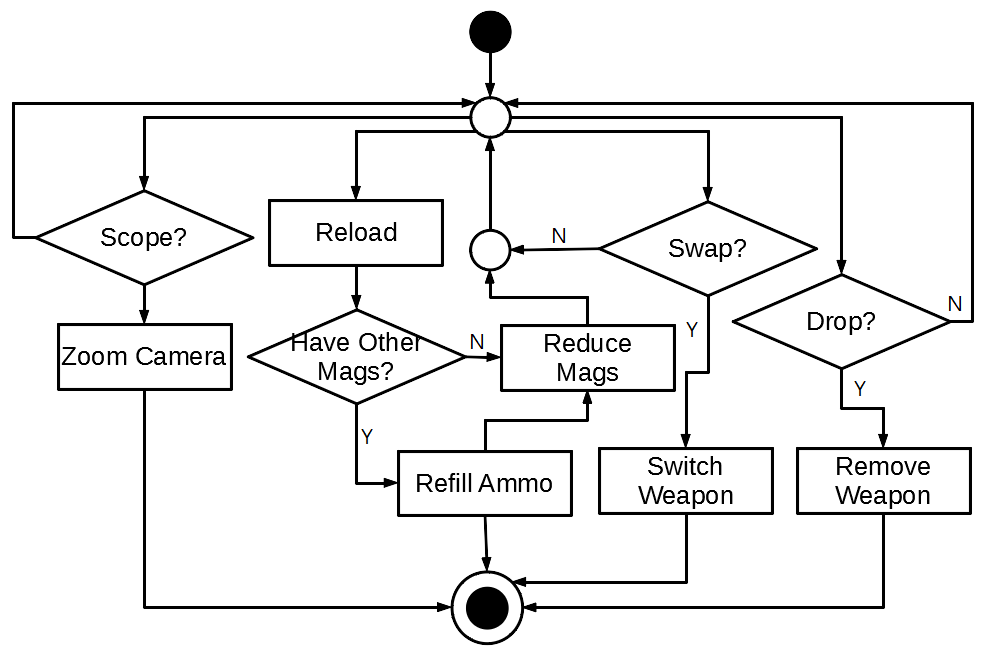 Scope?
Reload
N
Swap?
N
Drop?
Have Other
Mags?
N
Reduce
Mags
Y
Zoom Camera
Y
Y
Refill Ammo
Switch
Weapon
Remove
Weapon